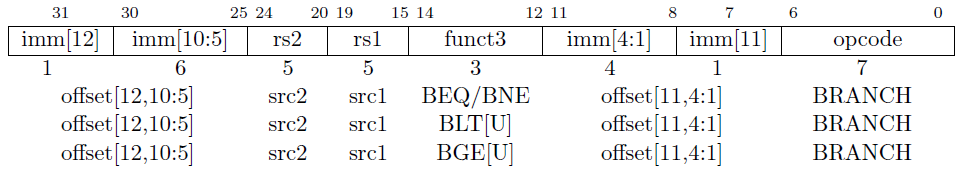 31 30 25 24 20 19 15 14 12 11 8 7 6 0
imm[12] imm[10:5] rs2 rs1 funct3 imm[4:1] imm[11] opcode
1 6 5 5 3 4 1 7
offset[12,10:5] src2 src1 BEQ/BNE offset[11,4:1] BRANCH
offset[12,10:5] src2 src1 BLT[U] offset[11,4:1] BRANCH
offset[12,10:5] src2 src1 BGE[U] offset[11,4:1] BRANCH